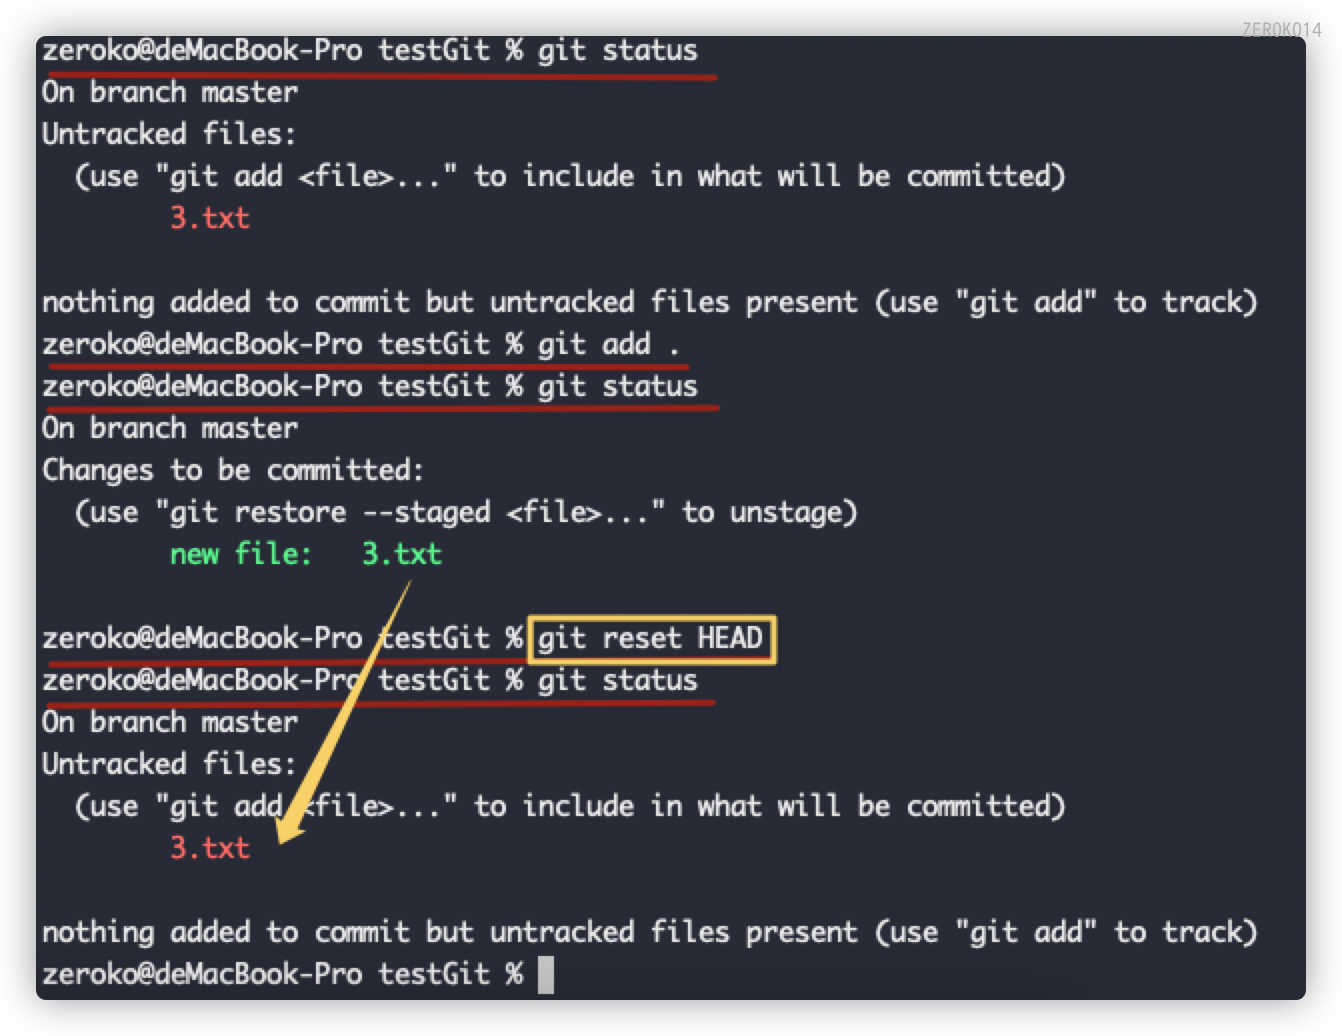 ZEROKO14
zeroko@deMacBook-Pro testGit % git status
On branch master
Untracked files:
  (use "git add <file>..." to include in what will be committed)
        3.txt

nothing added to commit but untracked files present (use "git add" to track)
zeroko@deMacBook-Pro testGit % git add .
zeroko@deMacBook-Pro testGit % git status
On branch master
Changes to be committed:
  (use "git restore --staged <file>..." to unstage)
        new file:   3.txt

zeroko@deMacBook-Pro testGit % git reset HEAD
zeroko@deMacBook-Pro testGit % git status
On branch master
Untracked files:
  (use "git add <file>..." to include in what will be committed)
        3.txt

nothing added to commit but untracked files present (use "git add" to track)
zeroko@deMacBook-Pro testGit %